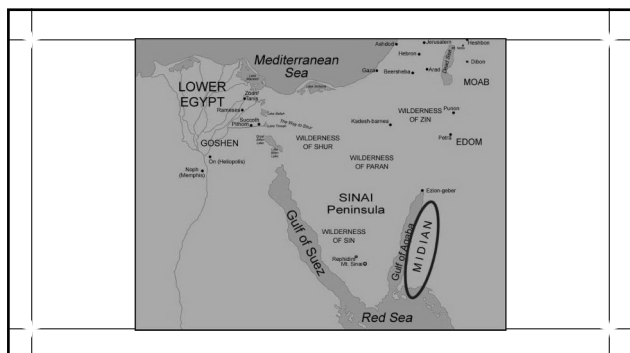 Mediterranean
Sea
Ashdod
Jerusalem
Heshbon
Hebron
Gaza
Beersheba
Arad
Dead Sea
Dibon
MOAB
LOWER
EGYPT
Zoan/
Tanis
Rameses
Succoth
Pithom
The Way to Shur
GOSHEN
On (Heliopolis)
Noph
(Memphis)
WILDERNESS
OF SHUR
Kadesh-barnea
WILDERNESS
OF ZIN
Punon
Petra
EDOM
WILDERNESS
OF PARAN
SINAI
Peninsula
Ezion-geber
WILDERNESS
OF SIN
Rephidim
Mt. Sinai
Gulf of Suez
Gulf of Aqaba
MIDIAN
Red Sea